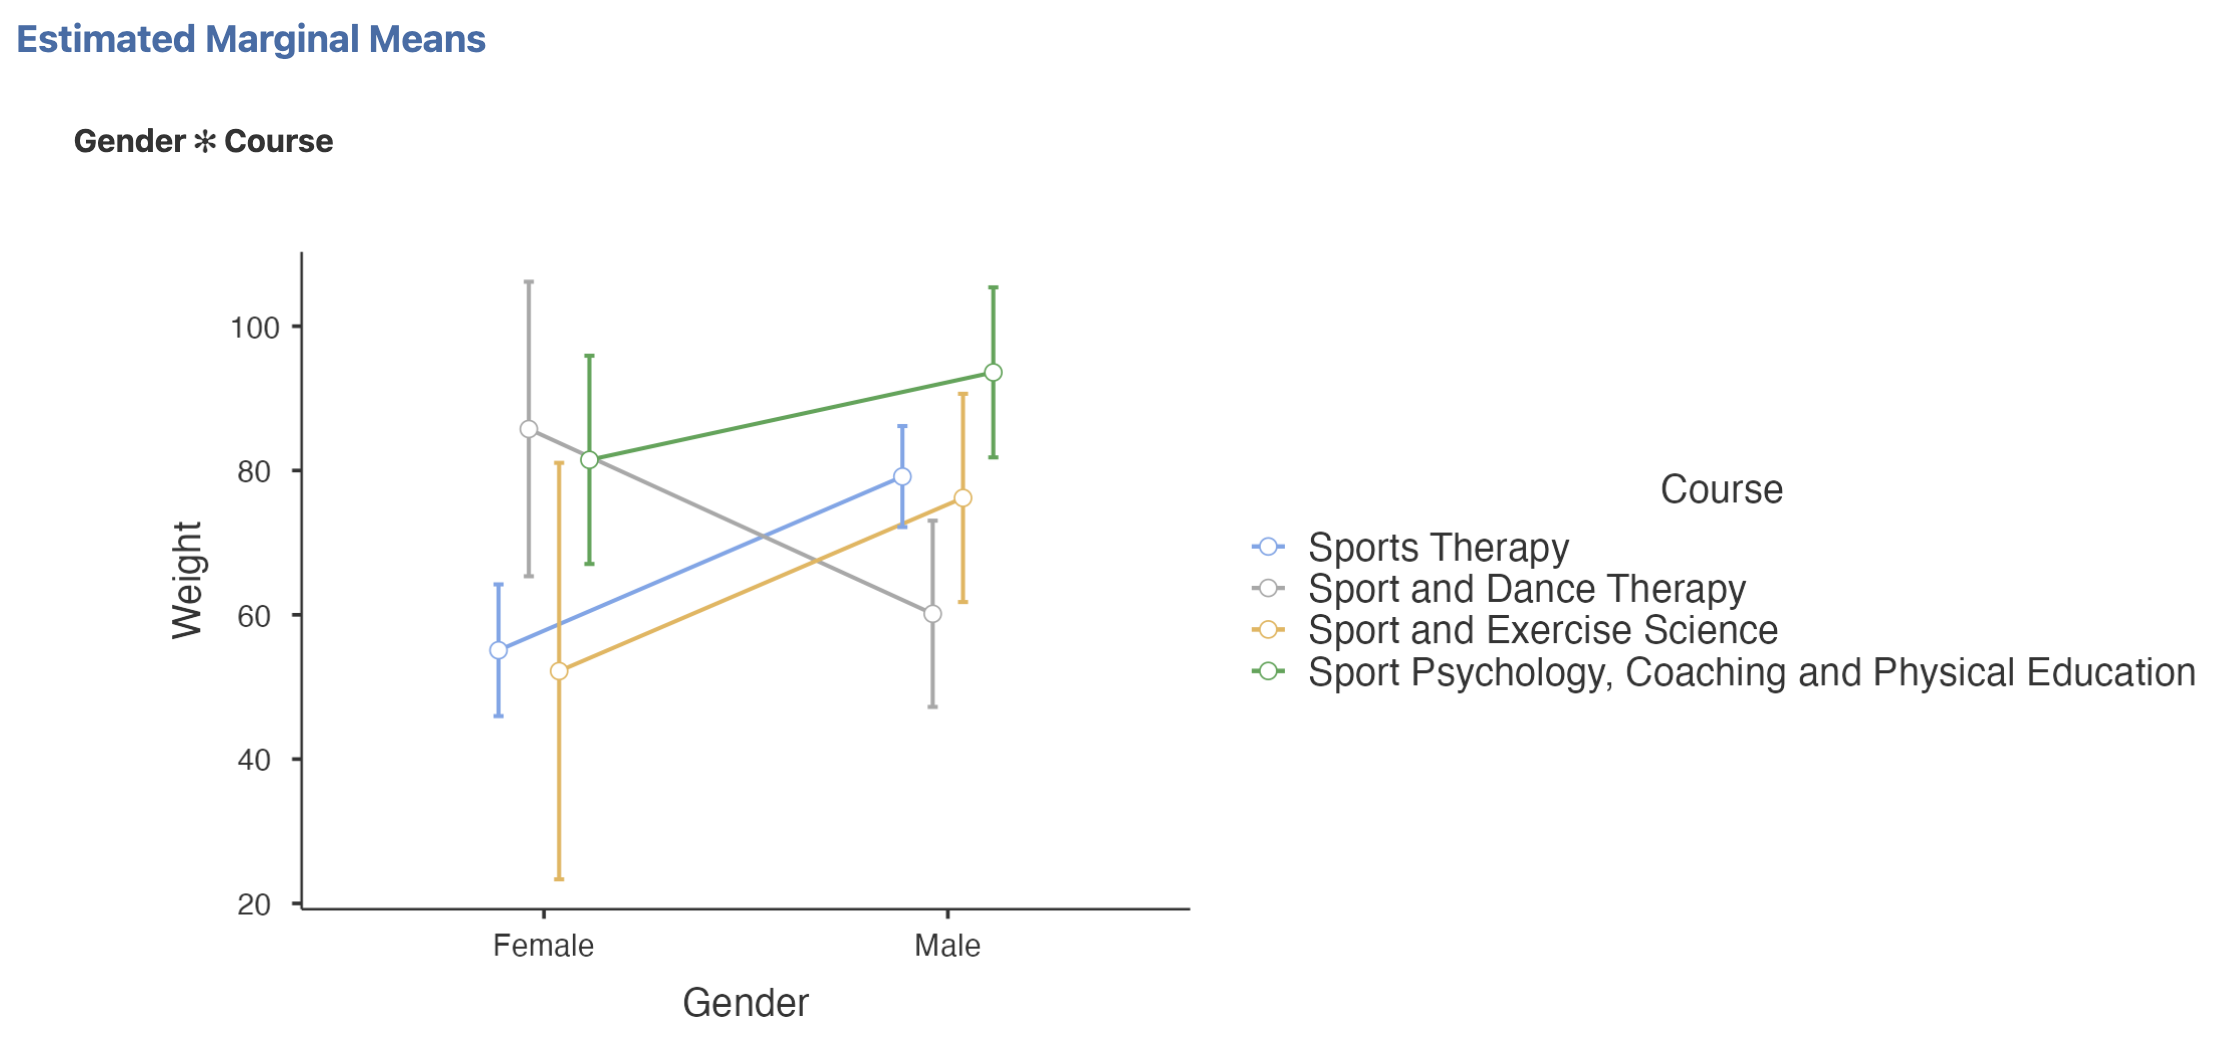 Estimated Marginal Means
Gender ✻ Course
100
80
60
40
20
Weight
Female
Male
Gender
Course
Sports Therapy
Sport and Dance Therapy
Sport and Exercise Science
Sport Psychology, Coaching and Physical Education